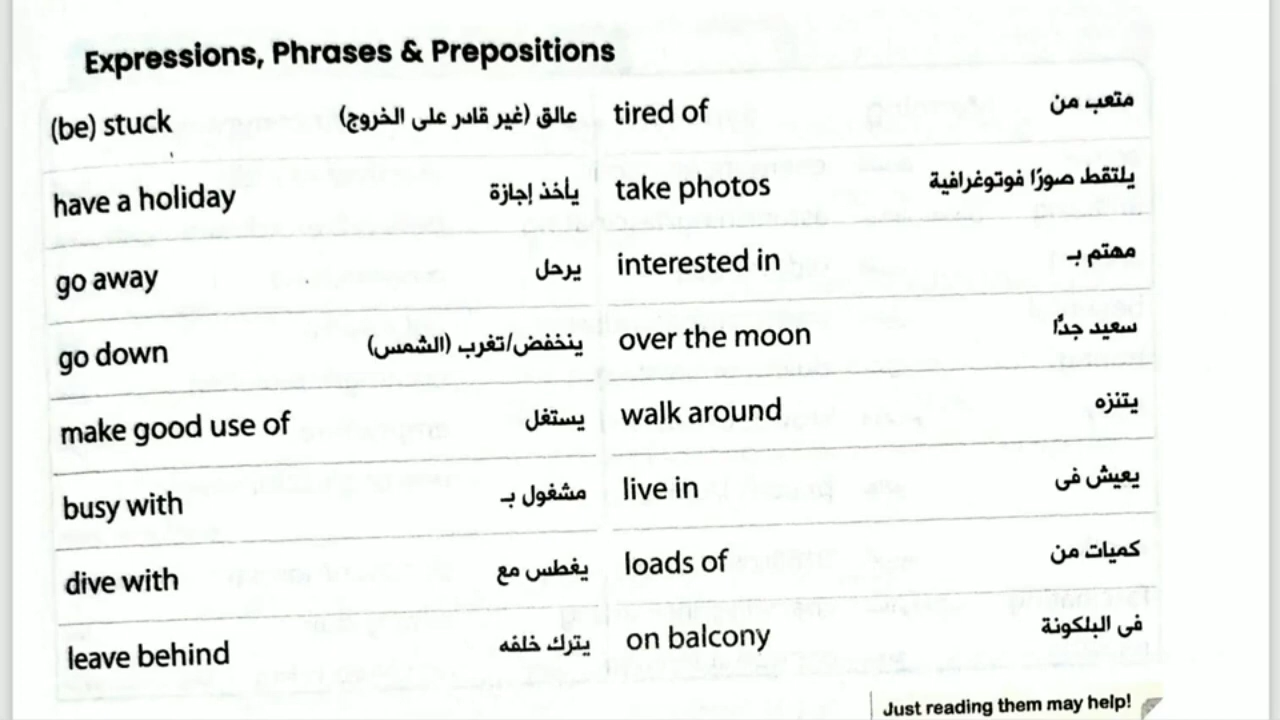 Expressions, Phrases & Prepositions
(be) stuck عالق (غير قادر على الخروج) tired of متعب من
have a holiday يأخذ إجازة take photos يلتقط صورًا فوتوغرافية
go away يرحل interested in مهتم بـ
go down ينخفض/تغرب (الشمس) over the moon سعيد جدًّا
make good use of يستغل walk around يتنزه
busy with مشغول بـ live in يعيش فى
dive with يغطس مع loads of كميات من
leave behind يترك خلفه on balcony فى البلكونة
Just reading them may help!